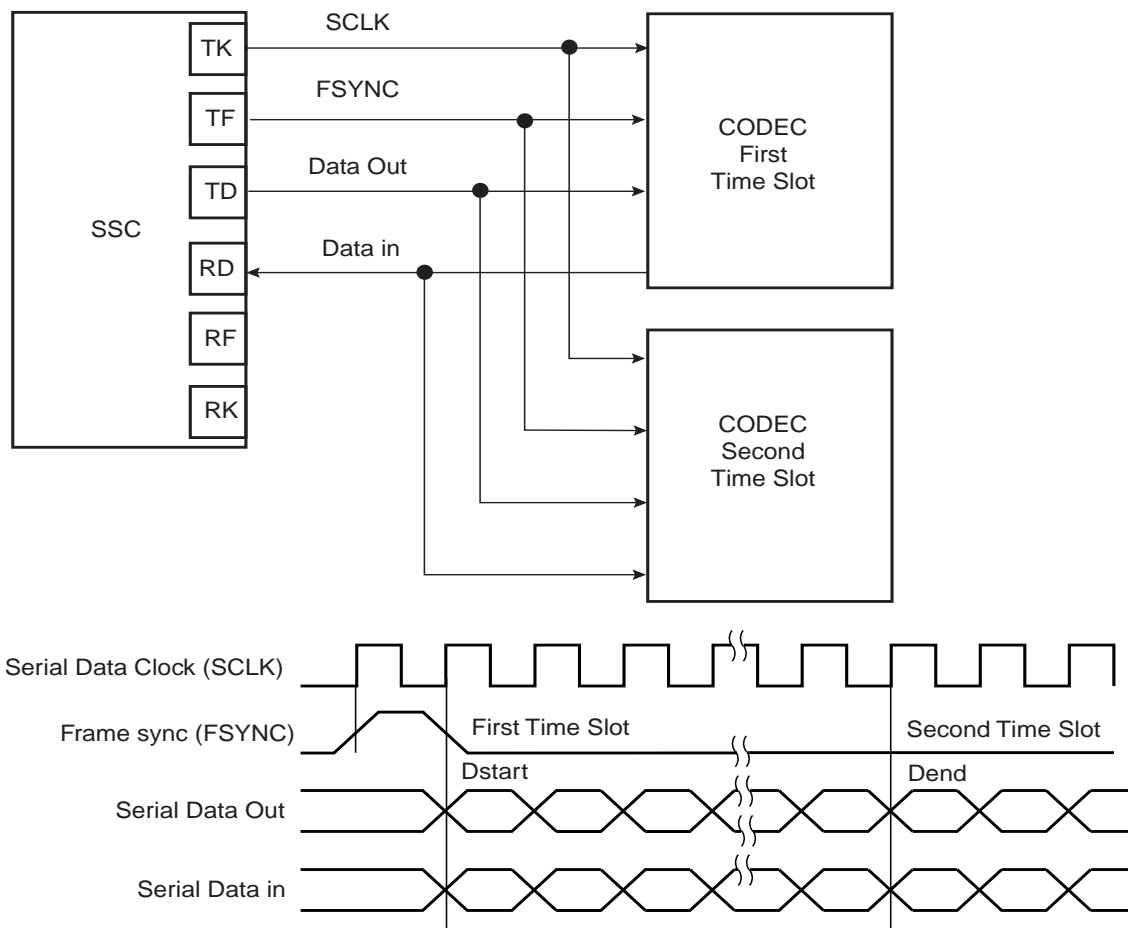 SCLK
TK
FSYNC
TF
CODEC
First
Time Slot
Data Out
TD
SSC
Data in
RD
RF
RK
CODEC
Second
Time Slot
Serial Data Clock (SCLK)
Frame sync (FSYNC)
First Time Slot
Second Time Slot
Dstart
Dend
Serial Data Out
Serial Data in